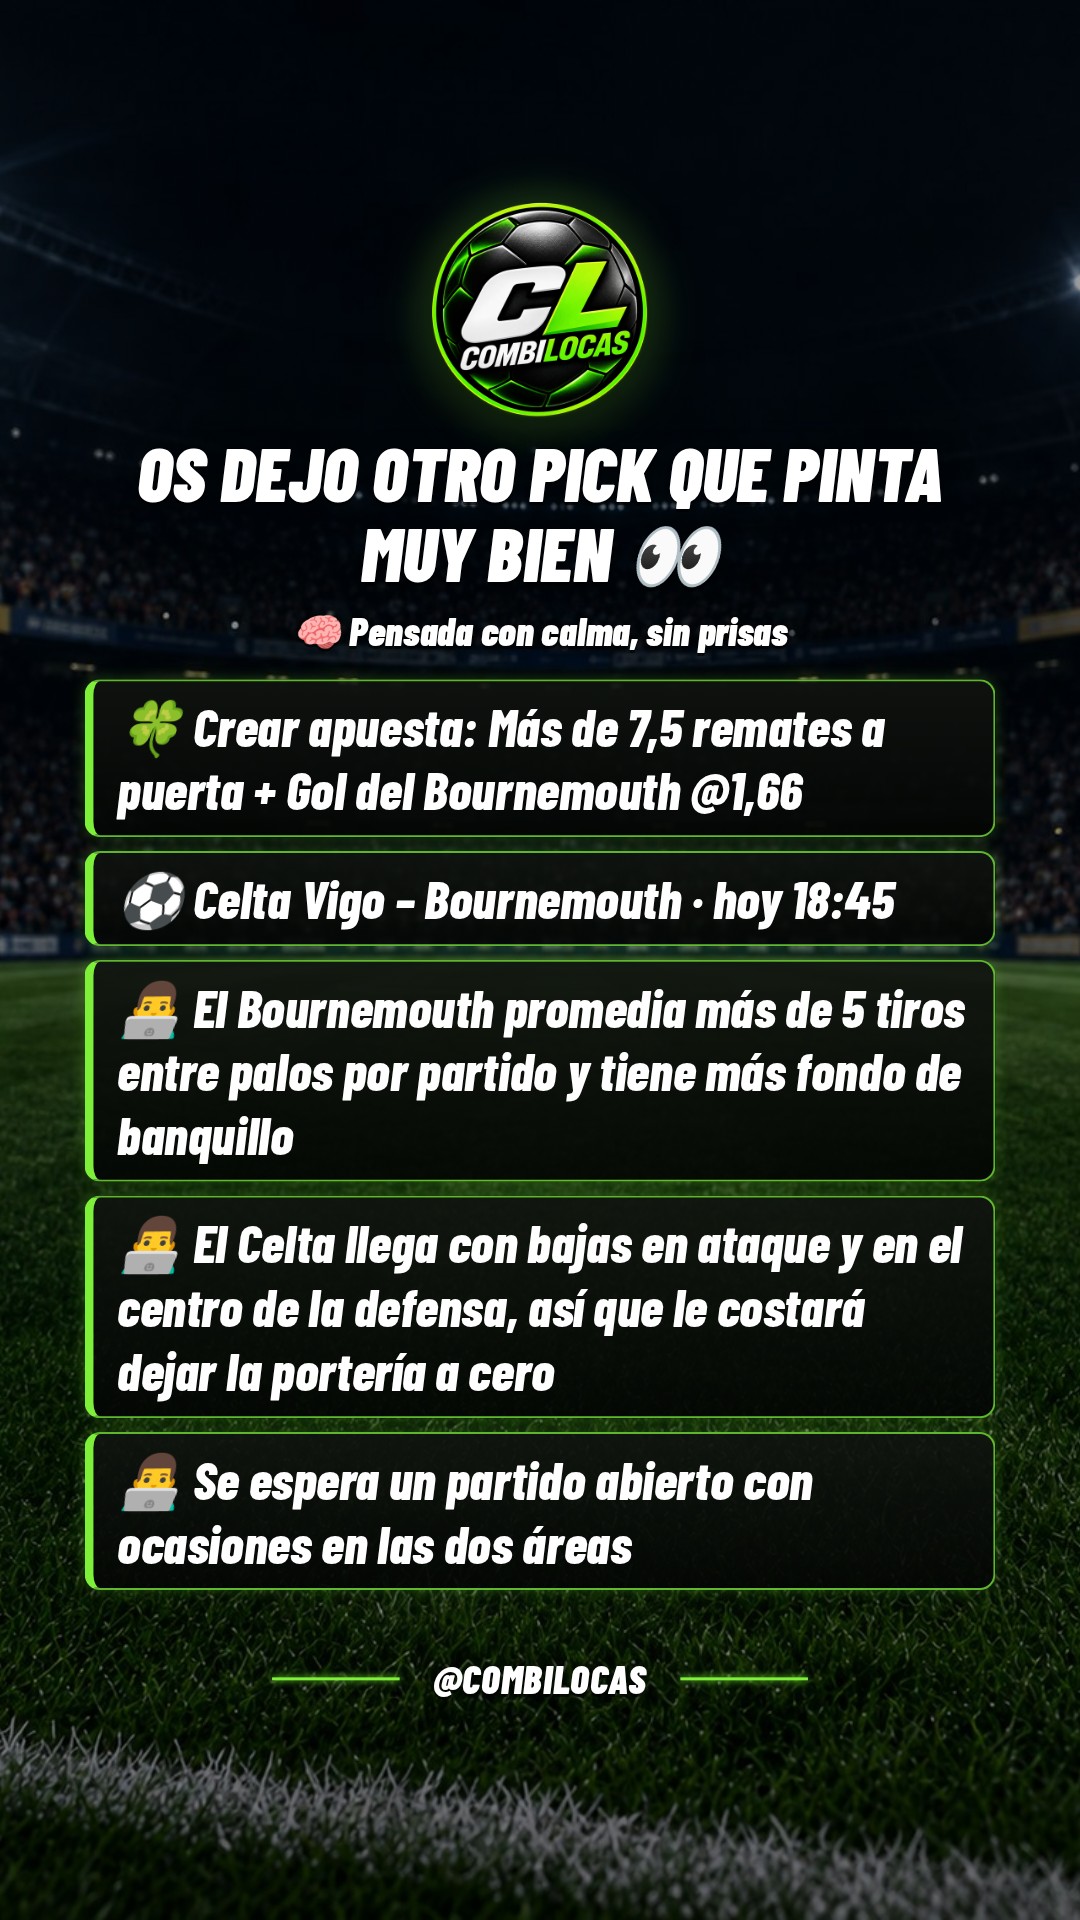 CL
COMBILOCAS
OS DEJO OTRO PICK QUE PINTA
MUY BIEN 👀
🧠 Pensada con calma, sin prisas
🍀 Crear apuesta: Más de 7,5 remates a
puerta + Gol del Bournemouth @1,66
⚽ Celta Vigo – Bournemouth · hoy 18:45
👨‍💻 El Bournemouth promedia más de 5 tiros
entre palos por partido y tiene más fondo de
banquillo
👨‍💻 El Celta llega con bajas en ataque y en el
centro de la defensa, así que le costará
dejar la portería a cero
👨‍💻 Se espera un partido abierto con
ocasiones en las dos áreas
@COMBILOCAS